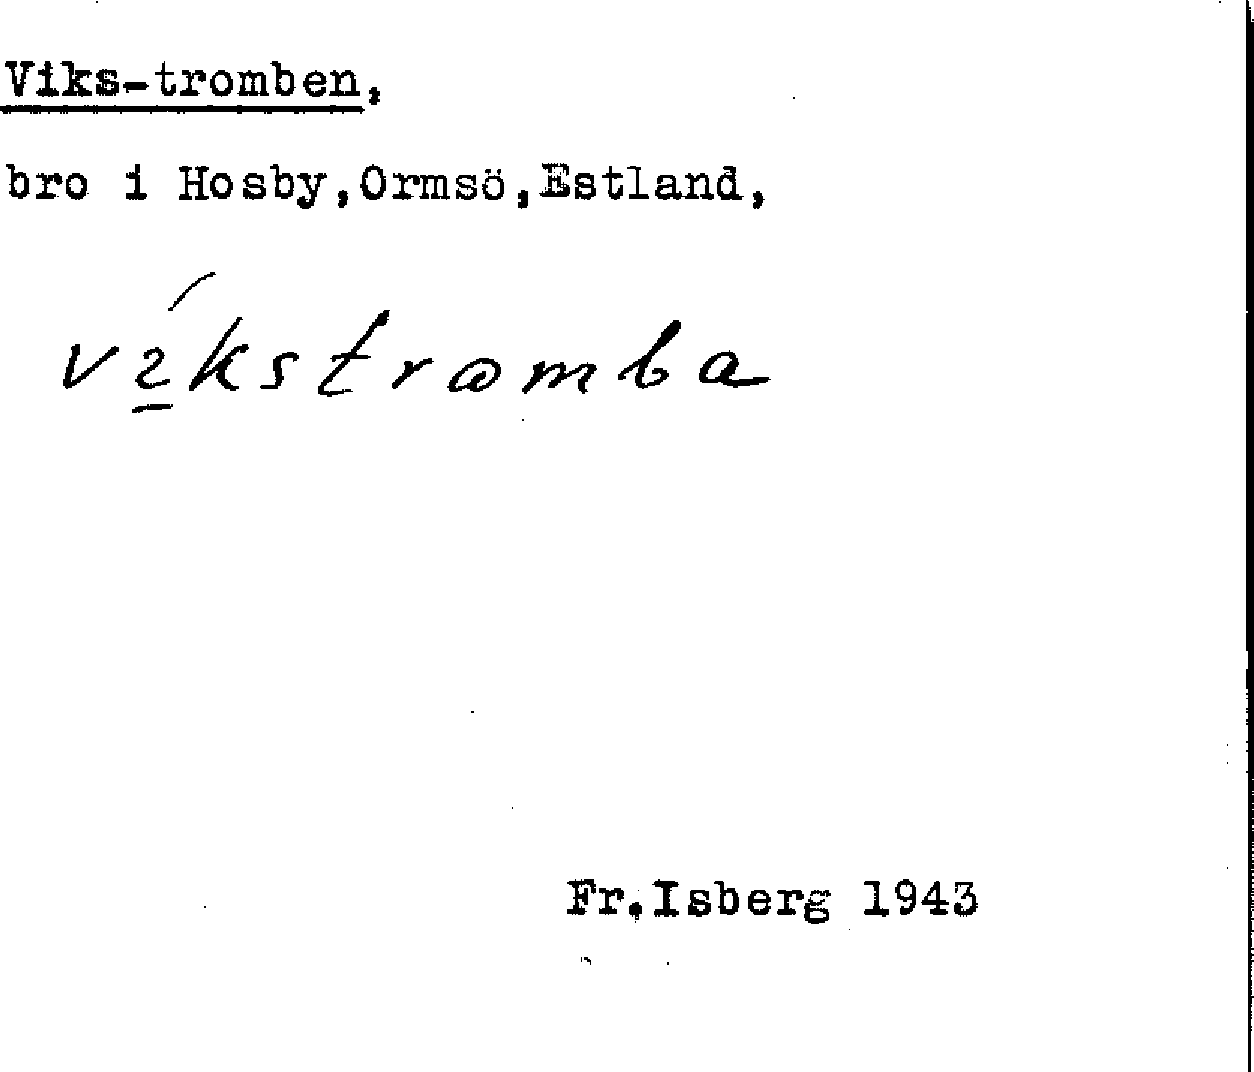 Viks-tromben,
bro i Hosby,Ormsö,Estland,
víkstromba
Fr.Isberg 1943